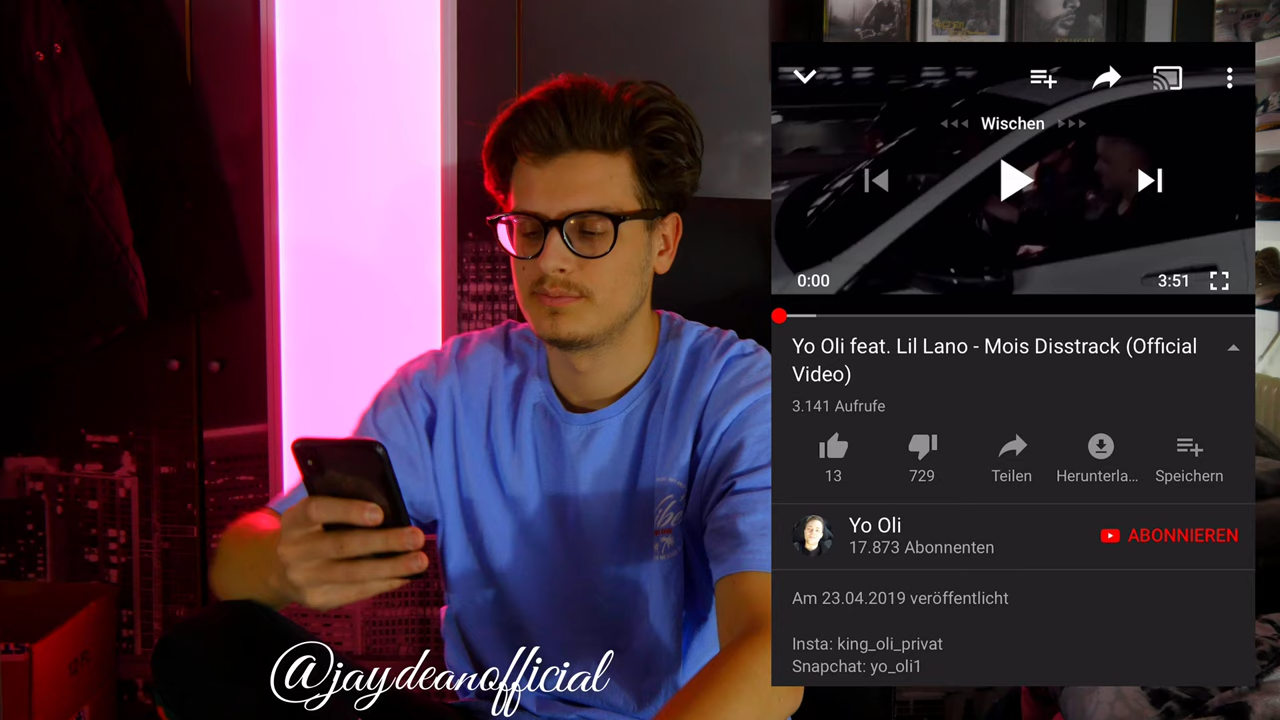 Wischen
0:00
3:51
Yo Oli feat. Lil Lano - Mois Disstrack (Official
Video)
3.141 Aufrufe
13
729
Teilen
Herunterla...
Speichern
Yo Oli
17.873 Abonnenten
ABONNIEREN
Am 23.04.2019 veröffentlicht
Insta: king_oli_privat
Snapchat: yo_oli1
@jaydeanofficial